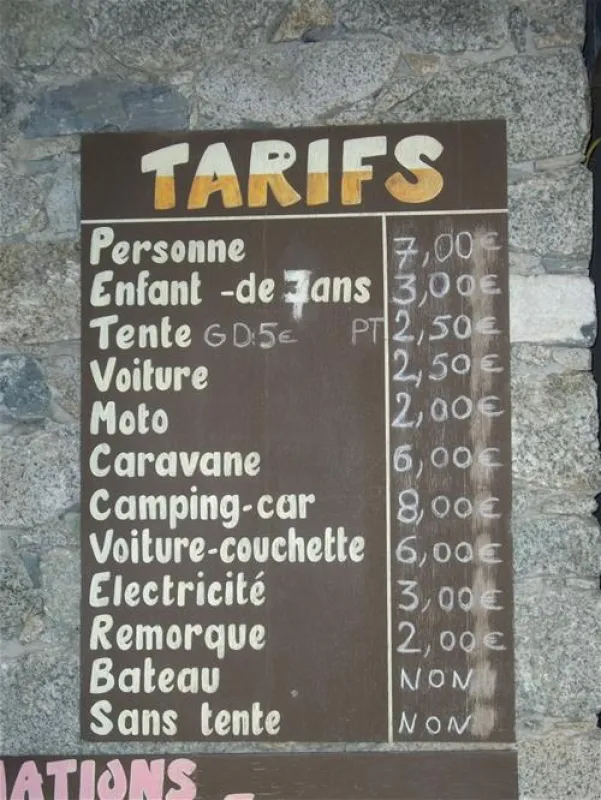 TARIFS
Personne 7,00€
Enfant -de 7ans 3,00€
Tente GD:5€ PT 2,50€
Voiture 2,50€
Moto 2,00€
Caravane 6,00€
Camping-car 8,00€
Voiture-couchette 6,00€
Electricité 3,00€
Remorque 2,00€
Bateau NON
Sans tente NON
MATIONS